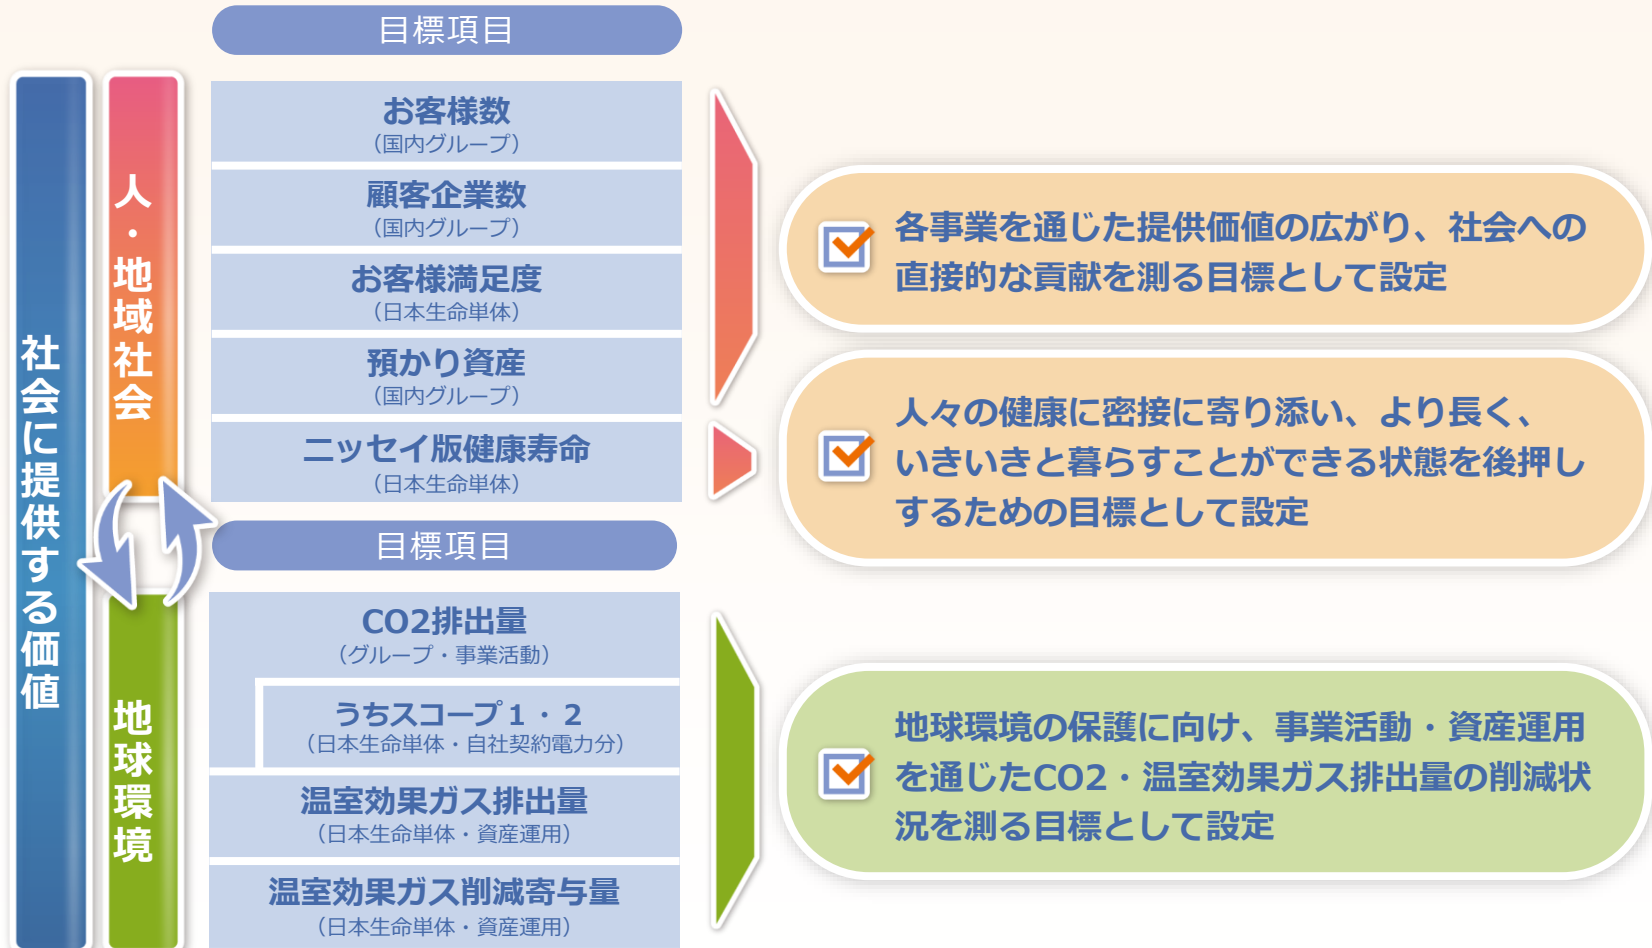 社会に提供する価値
人・地域社会
目標項目
お客様数
（国内グループ）
顧客企業数
（国内グループ）
お客様満足度
（日本生命単体）
預かり資産
（国内グループ）
ニッセイ版健康寿命
（日本生命単体）
各事業を通じた提供価値の広がり、社会への
直接的な貢献を測る目標として設定
人々の健康に密接に寄り添い、より長く、
いきいきと暮らすことができる状態を後押し
するための目標として設定
地球環境
目標項目
CO2排出量
（グループ・事業活動）
うちスコープ１・２
（日本生命単体・自社契約電力分）
温室効果ガス排出量
（日本生命単体・資産運用）
温室効果ガス削減寄与量
（日本生命単体・資産運用）
地球環境の保護に向け、事業活動・資産運用
を通じたCO2・温室効果ガス排出量の削減状
況を測る目標として設定